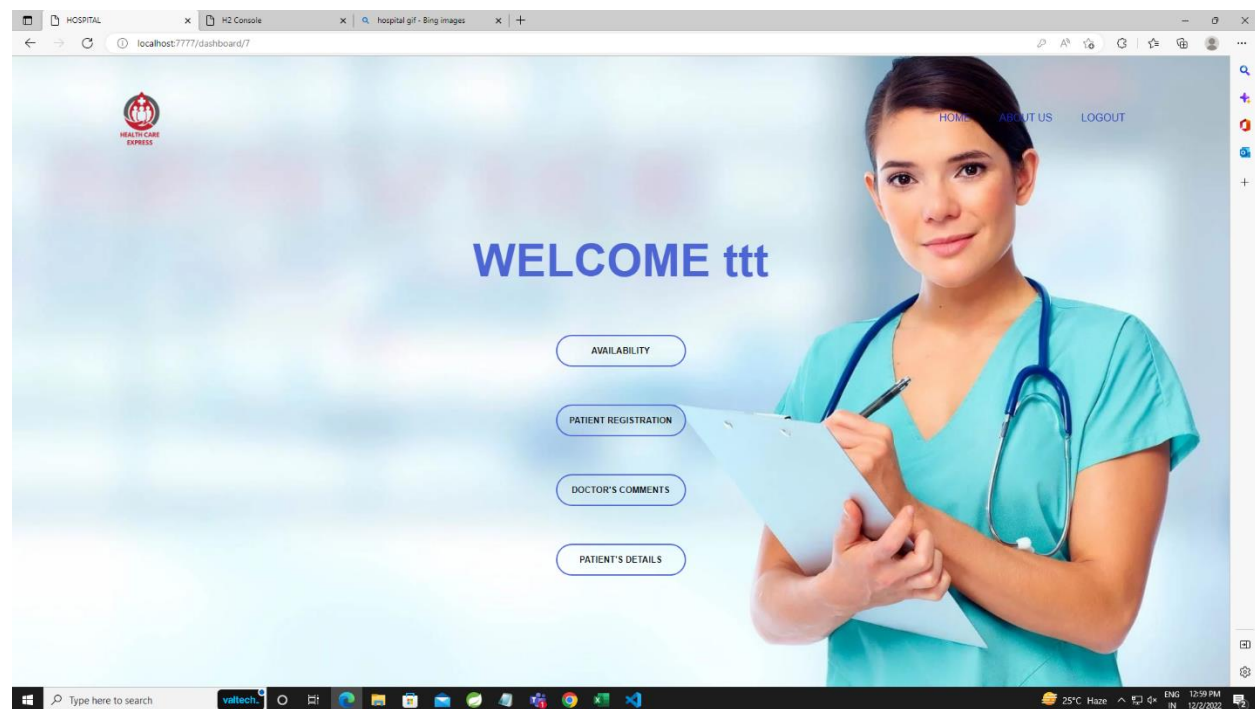 HOSPITAL
H2 Console
hospital gif - Bing images
localhost:7777/dashboard/7
HEALTH CARE
EXPRESS
HOME ABOUT US LOGOUT
WELCOME ttt
AVAILABILITY
PATIENT REGISTRATION
DOCTOR'S COMMENTS
PATIENT'S DETAILS
Type here to search
valtech.
25°C Haze
ENG
IN
12:59 PM
12/2/2022
2